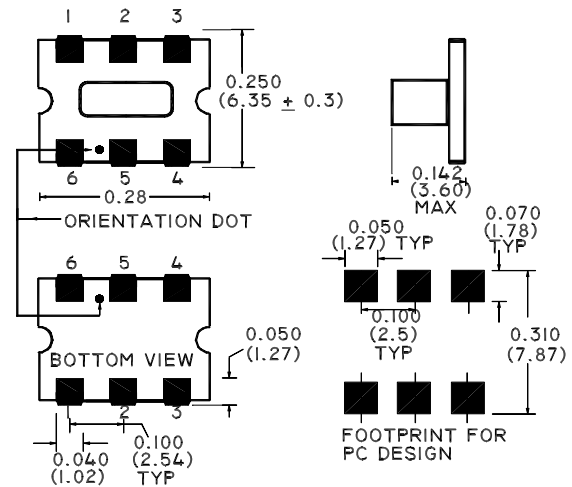 1 2 3
0.250
(6.35 ± 0.3)
6 5 4
0.28
ORIENTATION DOT
0.142
(3.60)
MAX
6 5 4
BOTTOM VIEW
0.050
(1.27)
2 3
0.100
(2.54)
TYP
0.040
(1.02)
0.050
(1.27) TYP
0.070
(1.78)
TYP
0.100
(2.5)
TYP
0.310
(7.87)
FOOTPRINT FOR
PC DESIGN